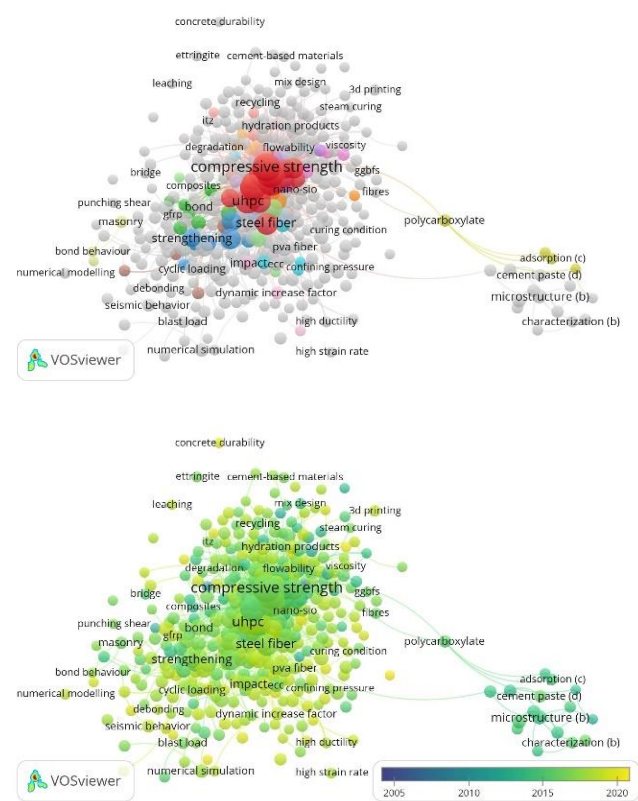 concrete durability
ettringite cement-based materials
leaching mix design
3d printing
recycling steam curing
itz hydration products
degradation flowability viscosity
compressive strength ggbfs
bridge
composites nano-sio fibres
punching shear bond uhpc
masonry gfrp steel fiber polycarboxylate
strengthening curing condition
bond behaviour pva fiber
numerical modelling cyclic loading impact ecc confining pressure
adsorption (c)
cement paste (d)
debonding dynamic increase factor microstructure (b)
seismic behavior
blast load high ductility characterization (b)
numerical simulation high strain rate
VOSviewer
concrete durability
ettringite cement-based materials
leaching mix design
3d printing
recycling steam curing
itz hydration products
degradation flowability viscosity
compressive strength ggbfs
bridge
composites nano-sio fibres
punching shear bond uhpc
masonry gfrp steel fiber polycarboxylate
strengthening curing condition
bond behaviour pva fiber
numerical modelling cyclic loading impact ecc confining pressure
adsorption (c)
cement paste (d)
debonding dynamic increase factor microstructure (b)
seismic behavior
blast load high ductility characterization (b)
numerical simulation high strain rate
VOSviewer
2005 2010 2015 2020